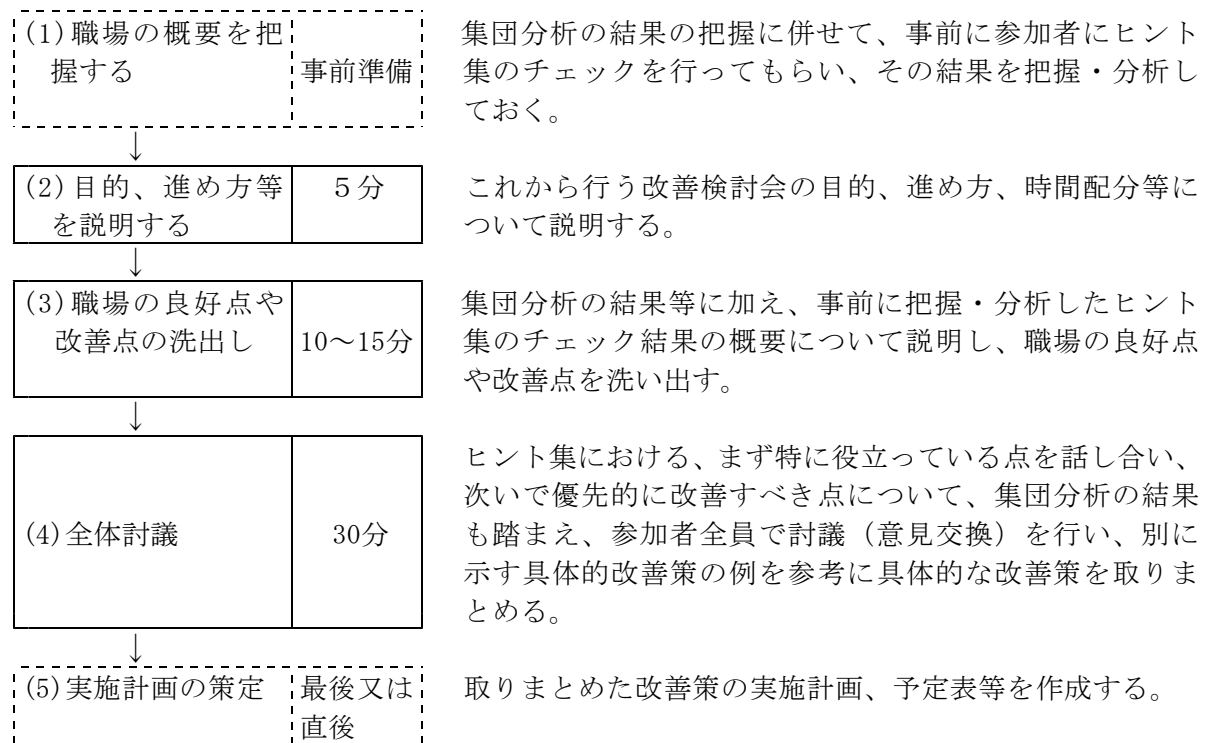 (1)職場の概要を把
握する
事前準備
集団分析の結果の把握に併せて、事前に参加者にヒント
集のチェックを行ってもらい、その結果を把握・分析し
ておく。
↓
(2)目的、進め方等
を説明する
５分
これから行う改善検討会の目的、進め方、時間配分等に
ついて説明する。
↓
(3)職場の良好点や
改善点の洗出し
10～15分
集団分析の結果等に加え、事前に把握・分析したヒント
集のチェック結果の概要について説明し、職場の良好点
や改善点を洗い出す。
↓
(4)全体討議
30分
ヒント集における、まず特に役立っている点を話し合い、
次いで優先的に改善すべき点について、集団分析の結果
も踏まえ、参加者全員で討議（意見交換）を行い、別に
示す具体的改善策の例を参考に具体的な改善策を取りま
とめる。
↓
(5)実施計画の策定
最後又は
直後
取りまとめた改善策の実施計画、予定表等を作成する。